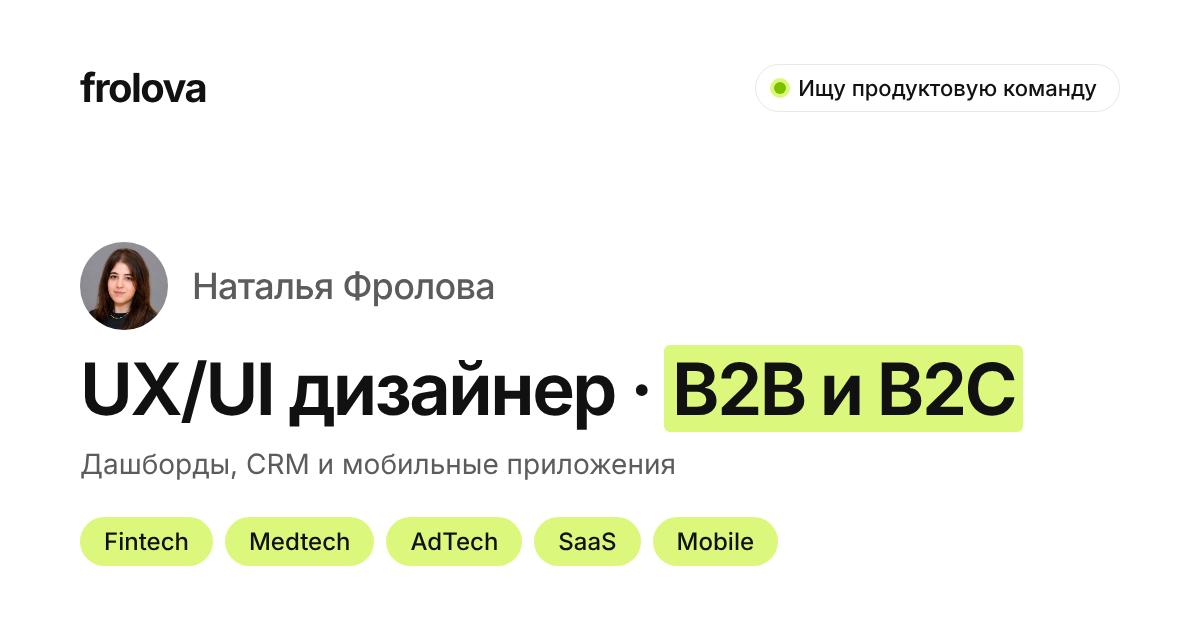 frolova
Ищу продуктовую команду
Наталья Фролова
UX/UI дизайнер · B2B и B2C
Дашборды, CRM и мобильные приложения
Fintech Medtech AdTech SaaS Mobile